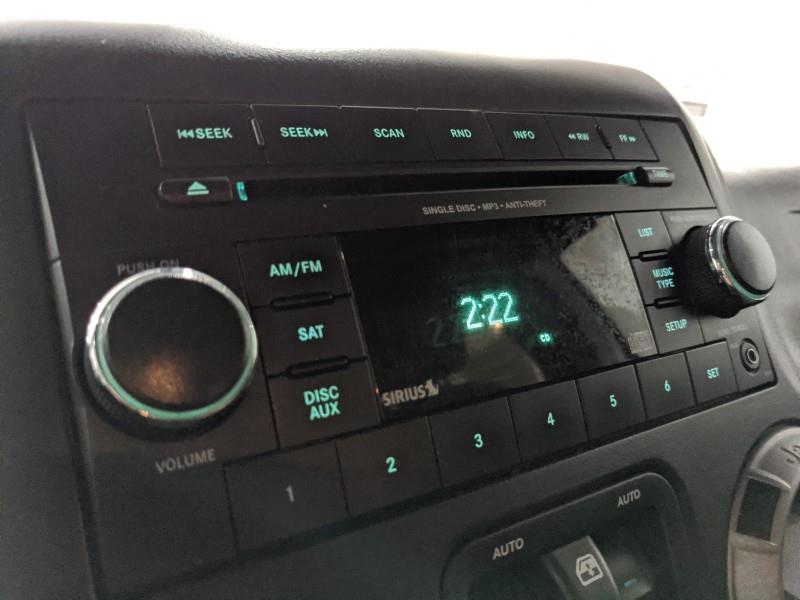 SEEK
SEEK
SCAN
RND
INFO
RW
FF
SINGLE DISC • MP3 • ANTI-THEFT
PUSH ON
AM/FM
SAT
DISC
AUX
2:22
CD
SIRIUS
LIST
MUSIC
TYPE
SETUP
VOLUME
1
2
3
4
5
6
SET
AUTO
AUTO